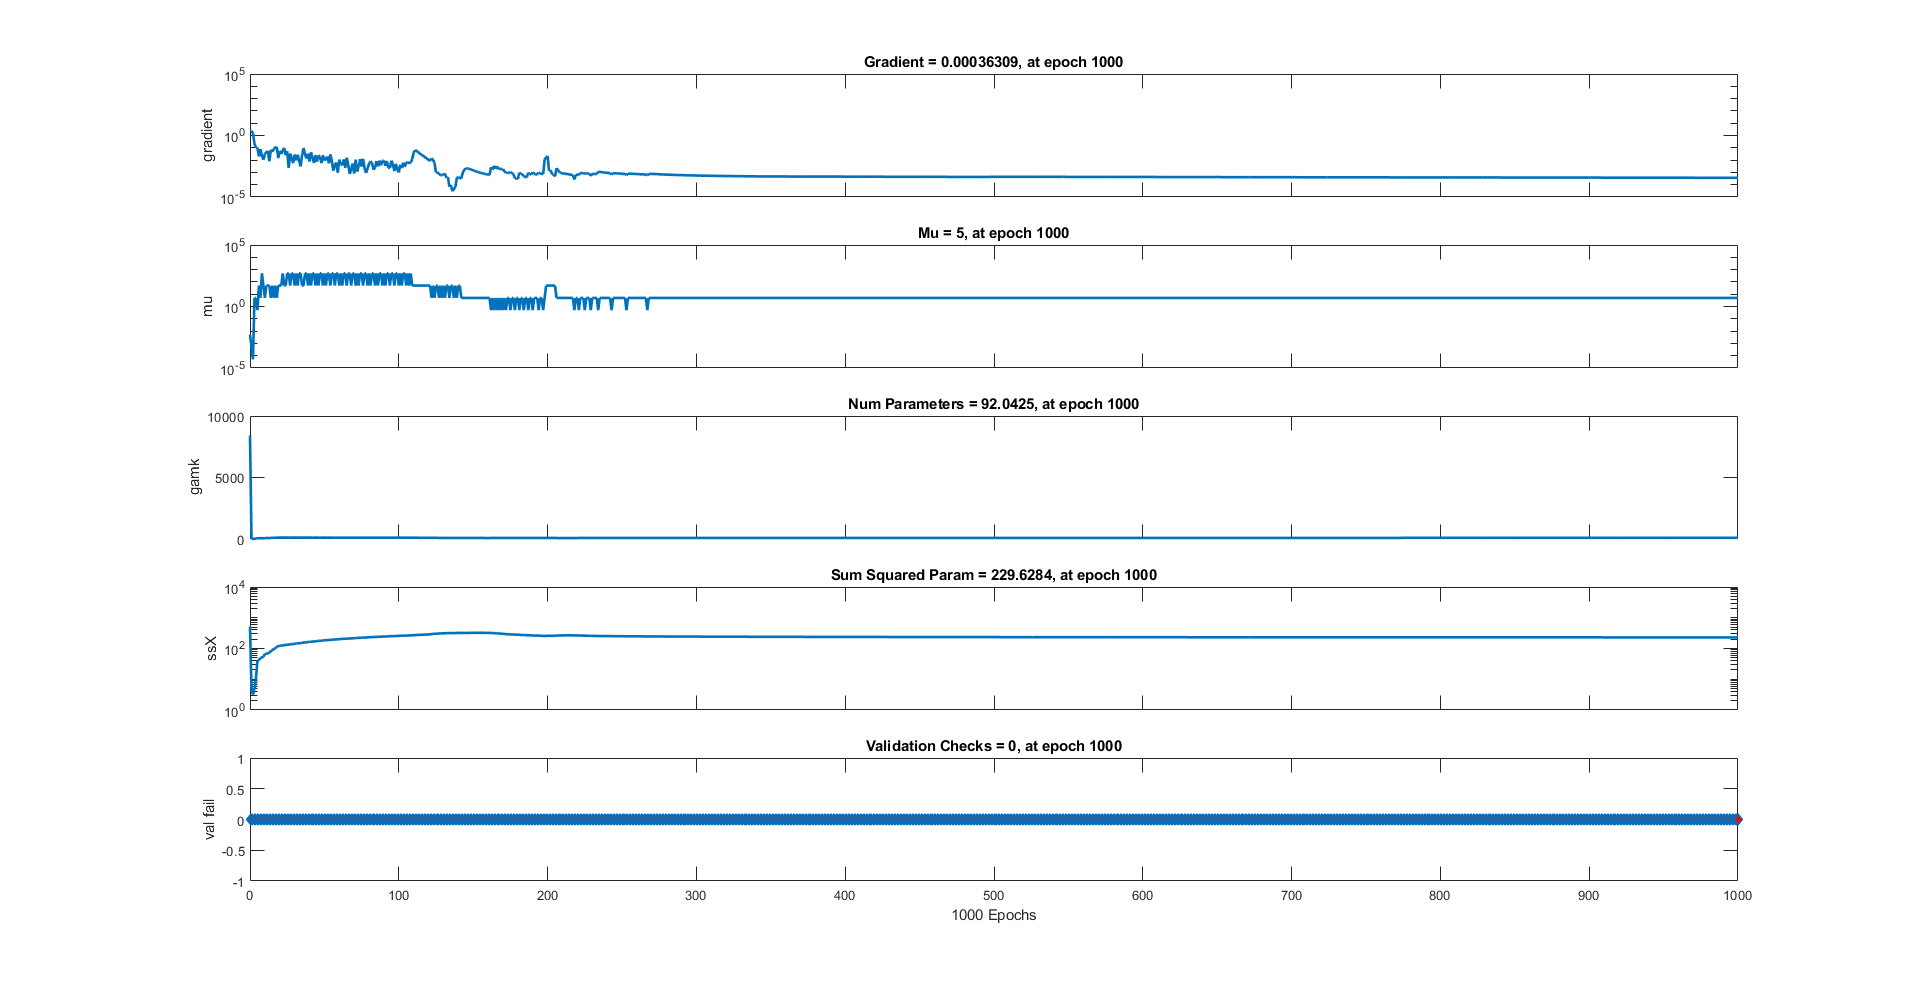 Gradient = 0.00036309, at epoch 1000
10^5
10^0
10^-5
gradient
Mu = 5, at epoch 1000
10^5
10^0
10^-5
mu
Num Parameters = 92.0425, at epoch 1000
10000
5000
0
gamk
Sum Squared Param = 229.6284, at epoch 1000
10^4
10^2
10^0
ssX
Validation Checks = 0, at epoch 1000
1
0.5
0
-0.5
-1
val fail
0 100 200 300 400 500 600 700 800 900 1000
1000 Epochs